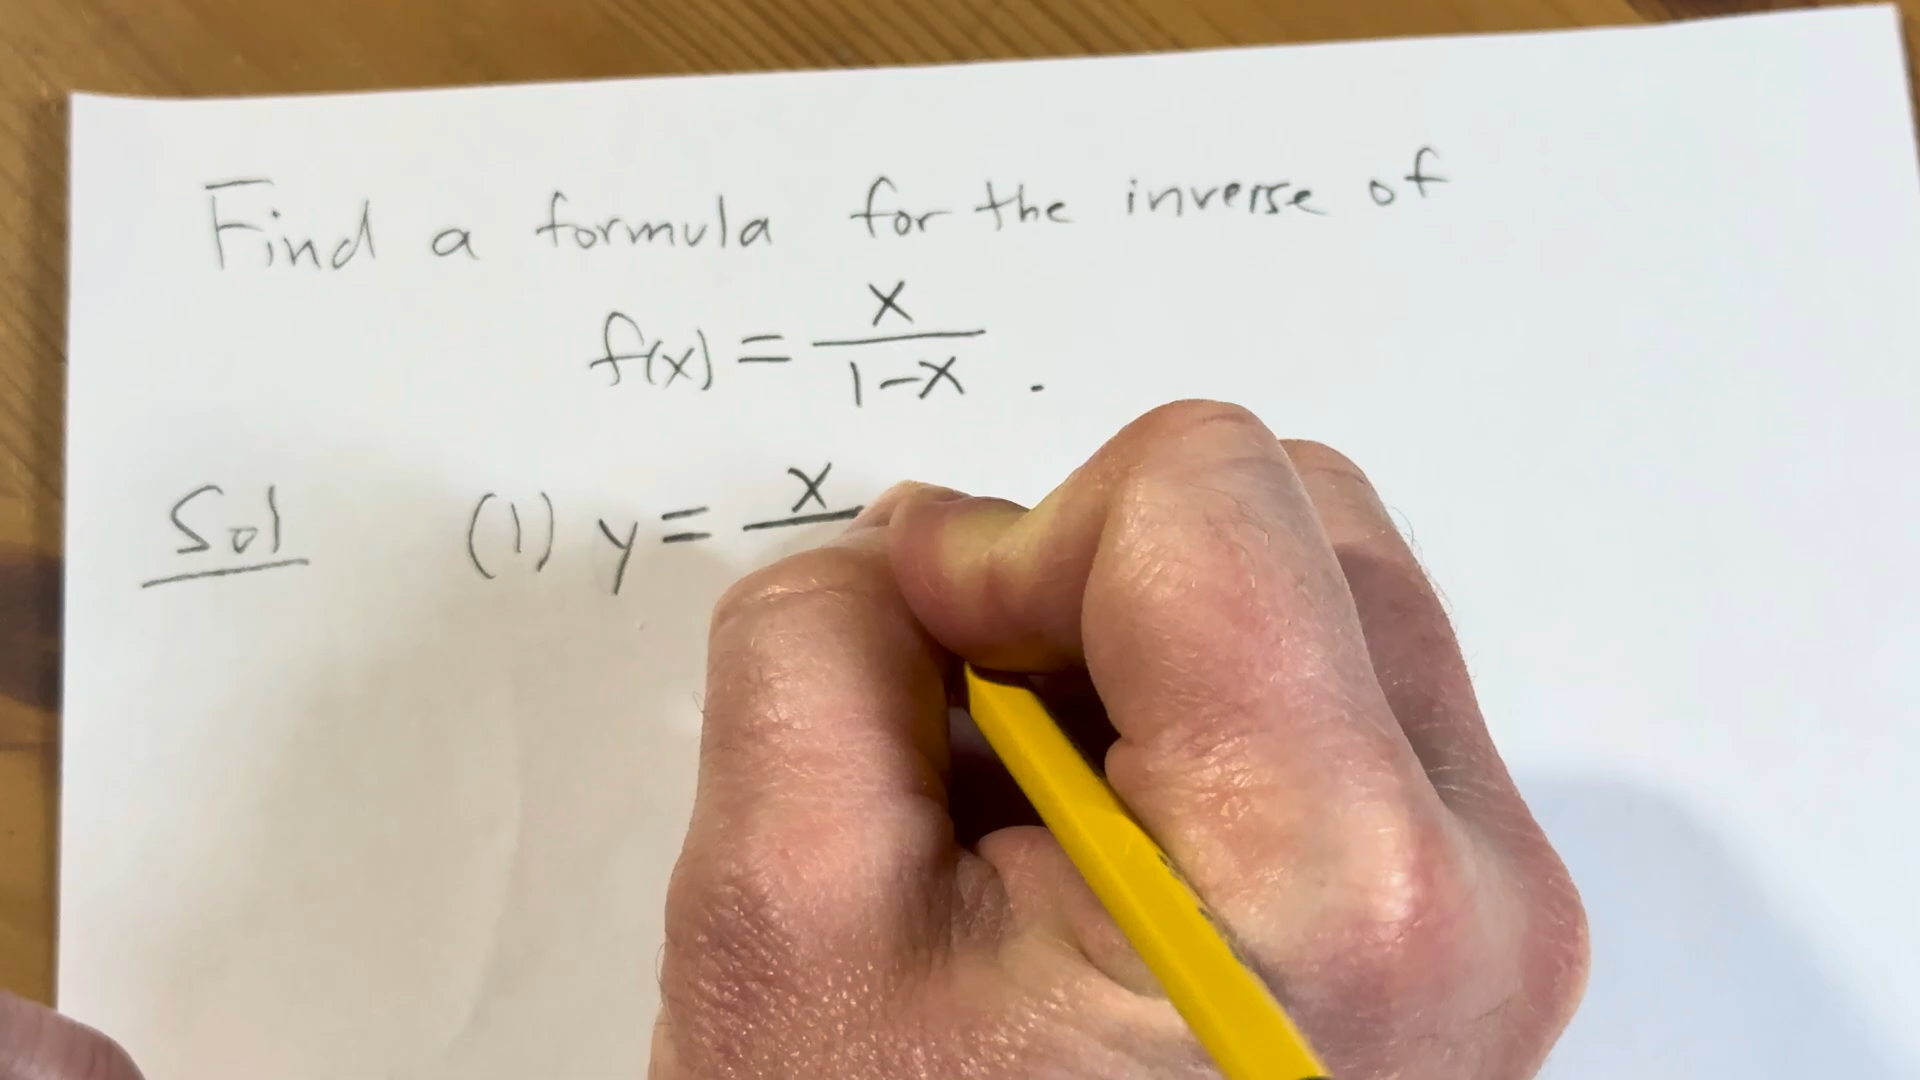 Find a formula for the inverse of
f(x) = x / (1-x) .
Sol (1) y = x /